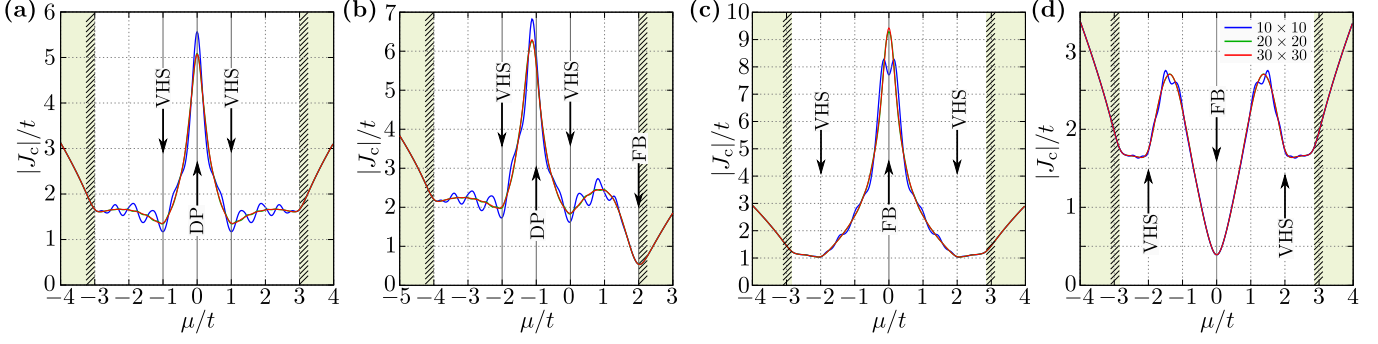 (a)
6
5
4
3
2
1
0
|J_c|/t
VHS
VHS
DP
−4 −3 −2 −1 0 1 2 3 4
μ/t
(b)
7
6
5
4
3
2
1
0
|J_c|/t
VHS
VHS
DP
FB
−5 −4 −3 −2 −1 0 1 2 3
μ/t
(c)
10
9
8
7
6
5
4
3
2
1
0
|J_c|/t
VHS
VHS
FB
−4 −3 −2 −1 0 1 2 3 4
μ/t
(d)
3
2
1
0
|J_c|/t
10 × 10
20 × 20
30 × 30
FB
VHS
VHS
−4 −3 −2 −1 0 1 2 3 4
μ/t